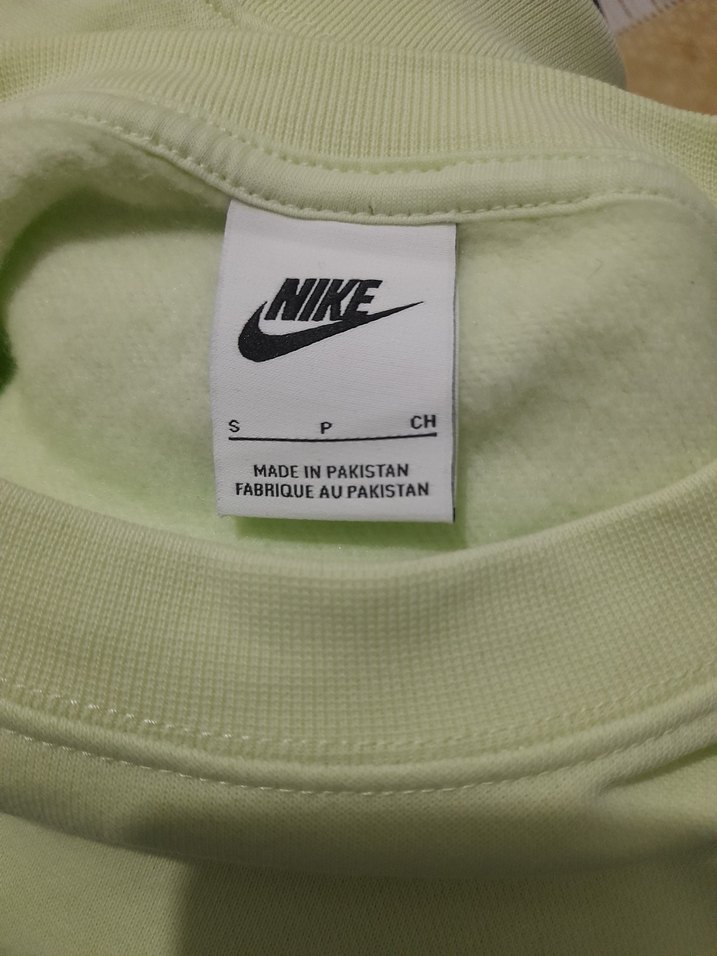 NIKE
S P CH
MADE IN PAKISTAN
FABRIQUE AU PAKISTAN